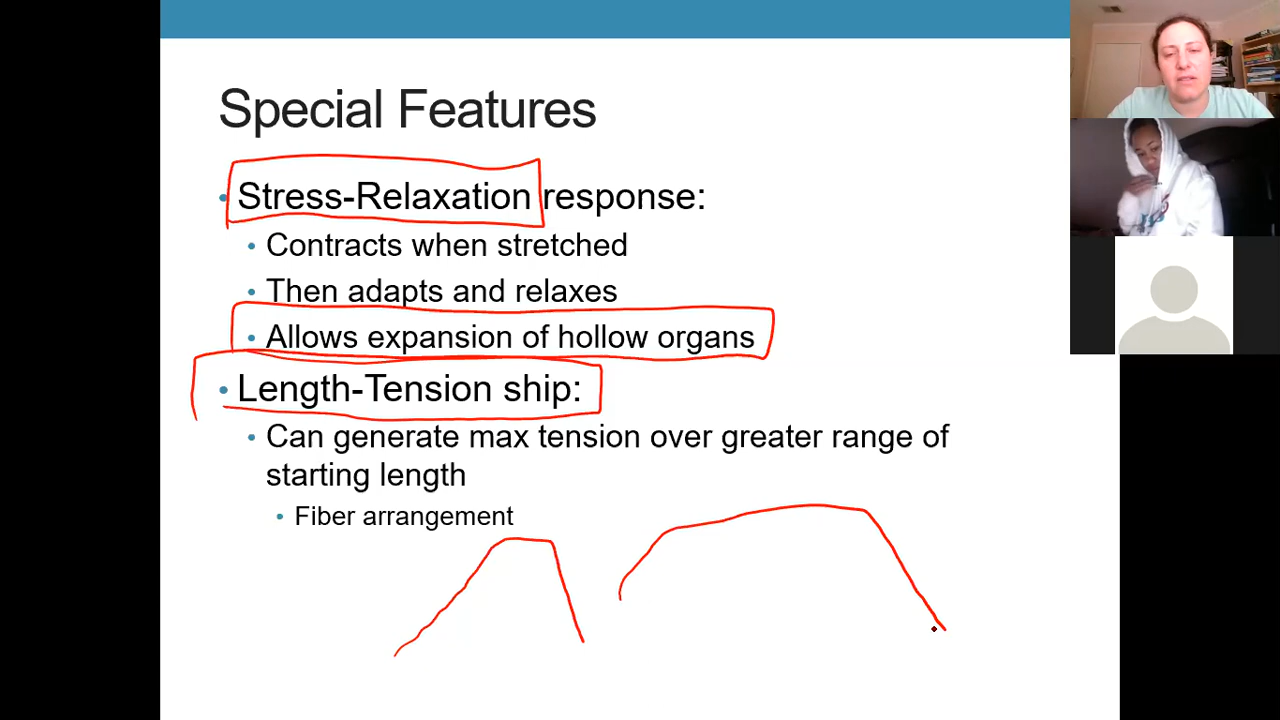 Special Features
• Stress-Relaxation response:
• Contracts when stretched
• Then adapts and relaxes
• Allows expansion of hollow organs
• Length-Tension ship:
• Can generate max tension over greater range of
starting length
• Fiber arrangement